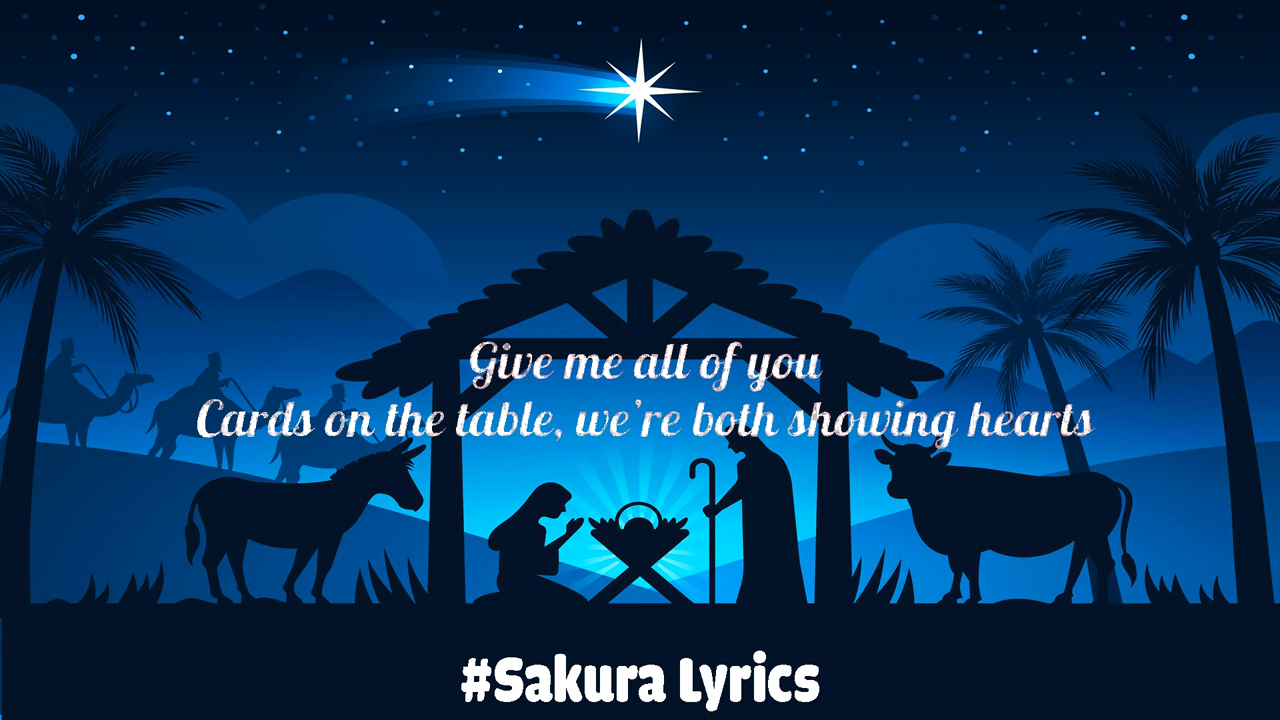 Give me all of you
Cards on the table, we're both showing hearts
#Sakura Lyrics